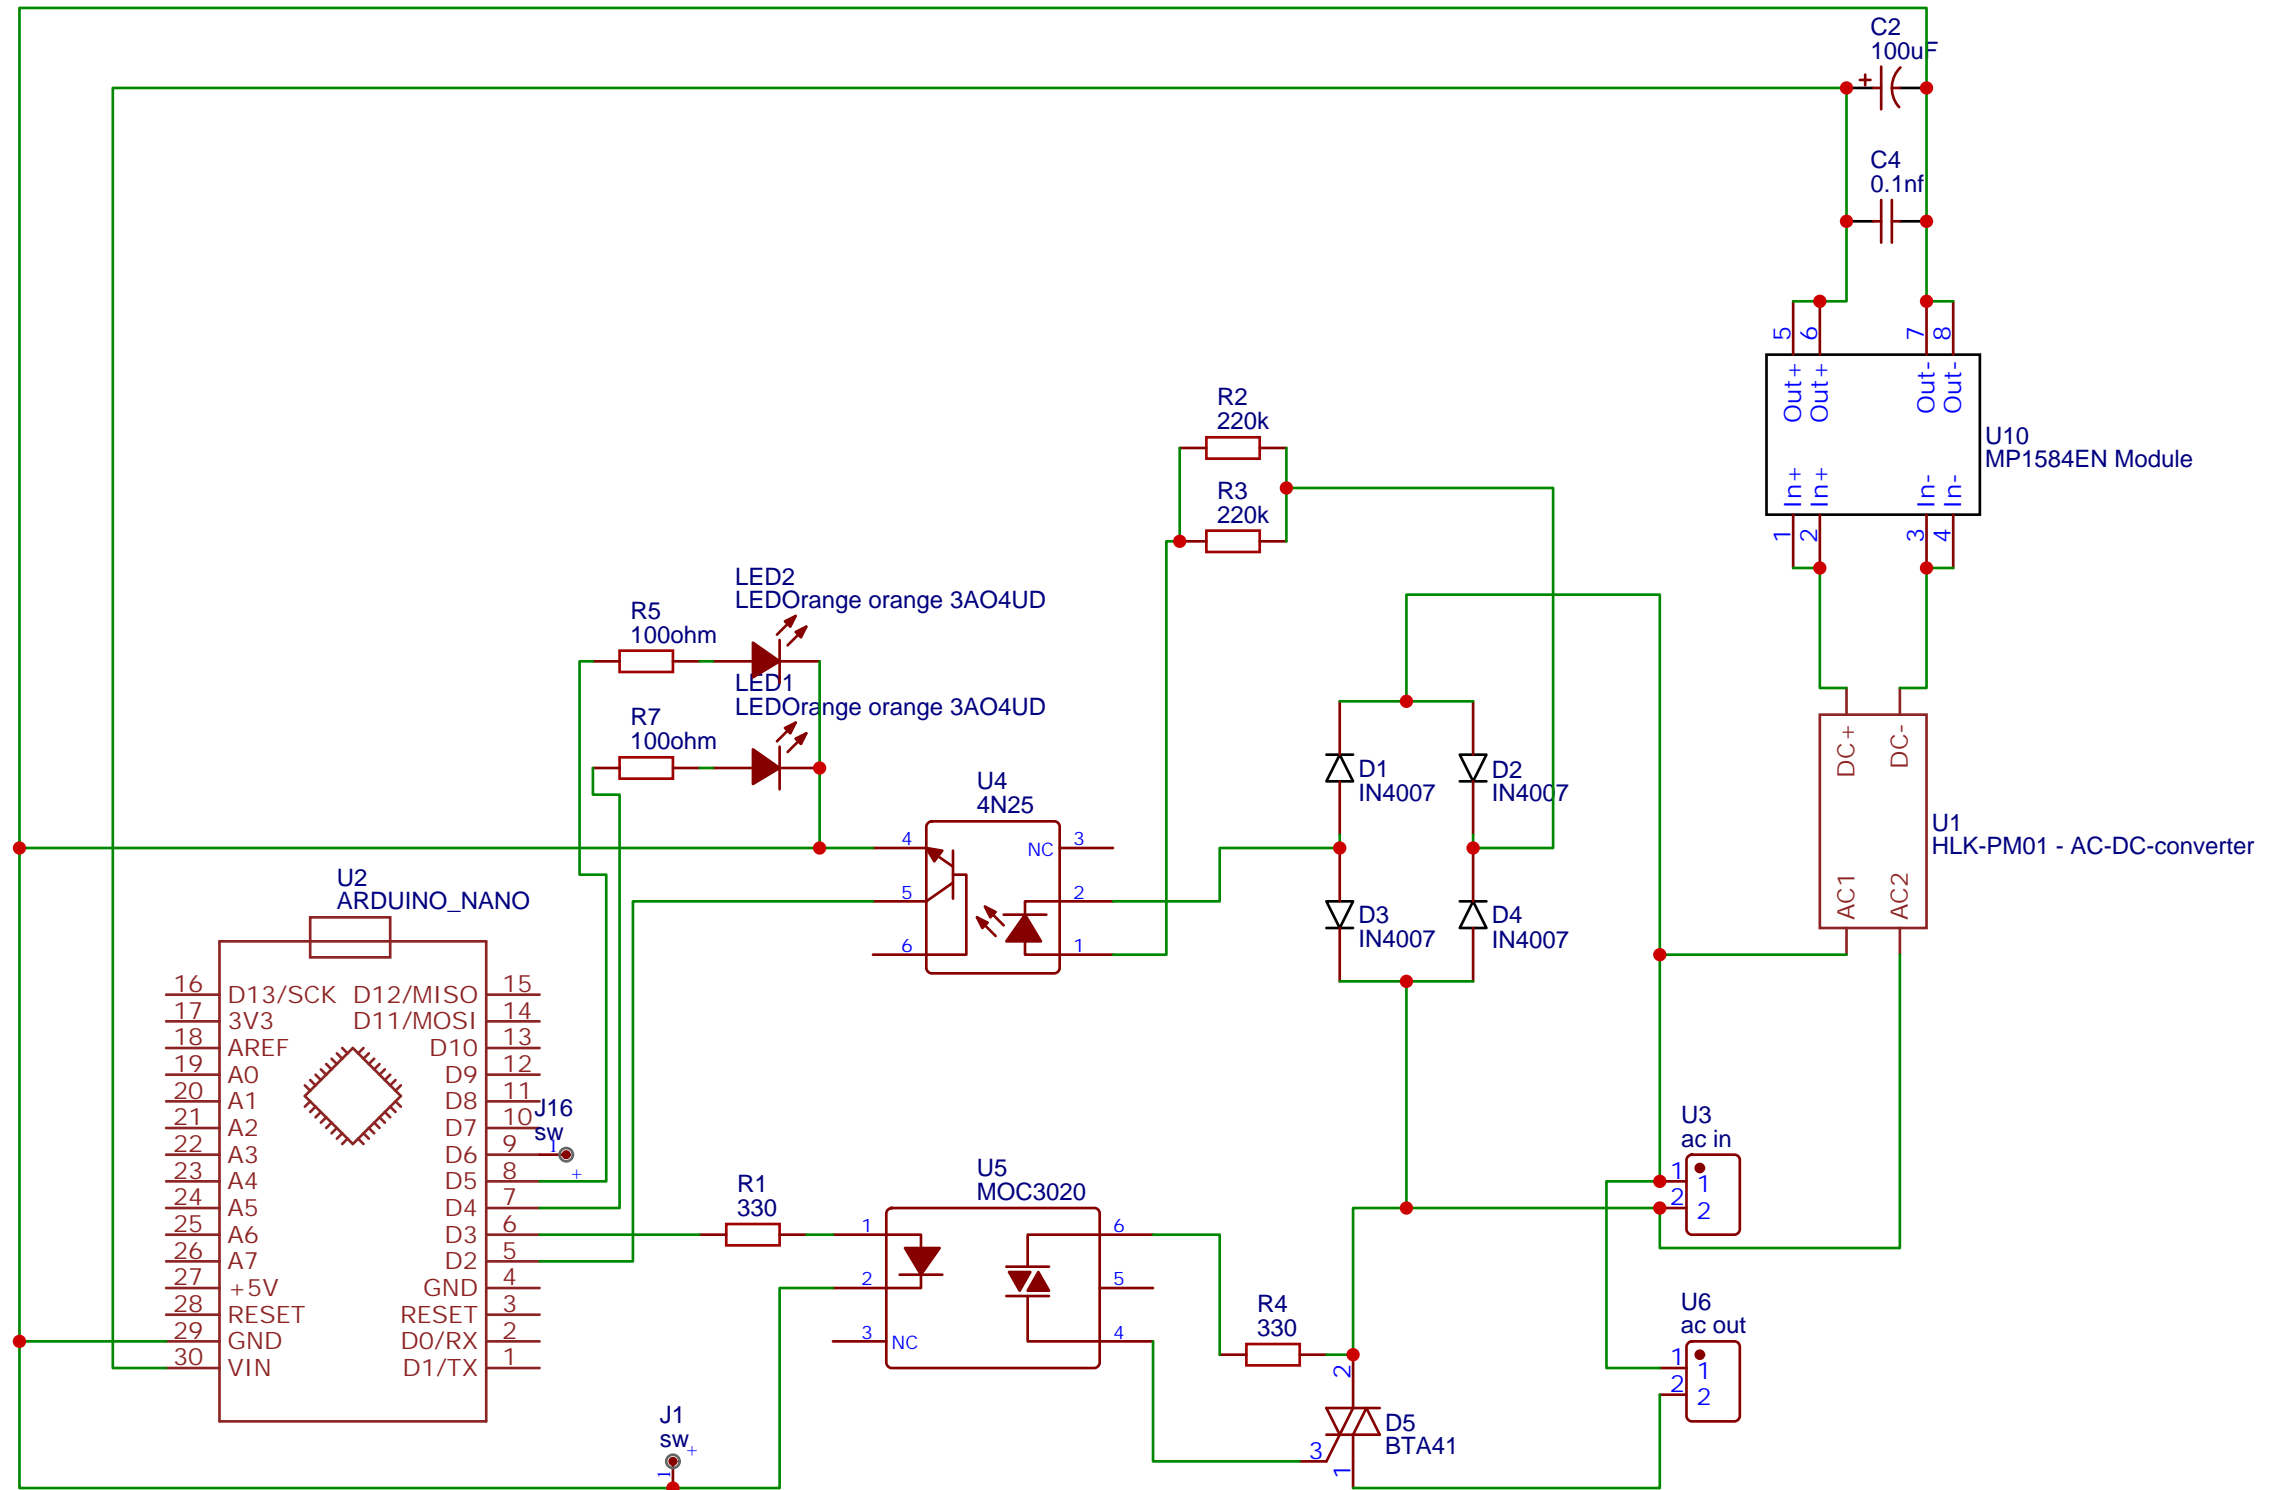 C2
100uF
+
C4
0.1nf
5
6
7
8
Out+
Out+
Out-
Out-
In+
In+
In-
In-
U10
MP1584EN Module
1
2
3
4
R2
220k
R3
220k
LED2
LEDOrange orange 3AO4UD
R5
100ohm
LED1
LEDOrange orange 3AO4UD
R7
100ohm
U4
4N25
4
NC
3
5
2
6
1
D1
IN4007
D2
IN4007
D3
IN4007
D4
IN4007
DC+
DC-
U1
HLK-PM01 - AC-DC-converter
AC1
AC2
U2
ARDUINO_NANO
16 D13/SCK D12/MISO 15
17 3V3 D11/MOSI 14
18 AREF D10 13
19 A0 D9 12
20 A1 D8 11
21 A2 D7 10
22 A3 D6 9
23 A4 D5 8
24 A5 D4 7
25 A6 D3 6
26 A7 D2 5
27 +5V GND 4
28 RESET RESET 3
29 GND D0/RX 2
30 VIN D1/TX 1
J16
sw
1
+
R1
330
U5
MOC3020
1
6
2
5
3
NC
4
R4
330
2
3
1
D5
BTA41
U3
ac in
1
1
2
2
U6
ac out
1
1
2
2
J1
sw
+
1